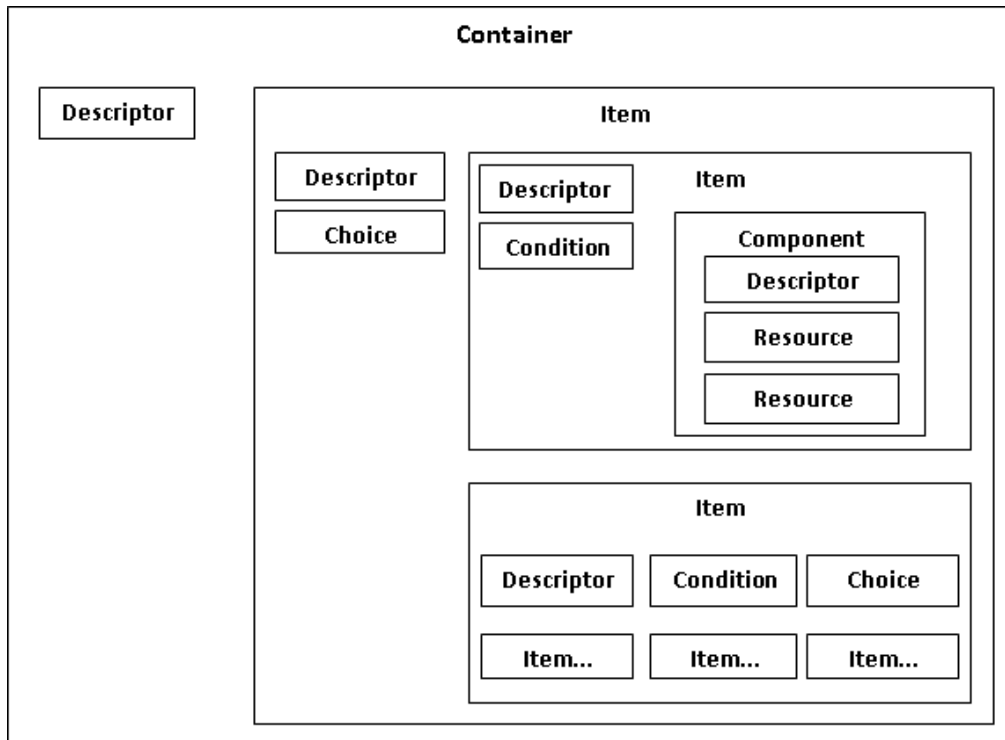 Container
Descriptor
Item
Descriptor
Choice
Item
Descriptor
Condition
Component
Descriptor
Resource
Resource
Item
Descriptor Condition Choice
Item... Item... Item...